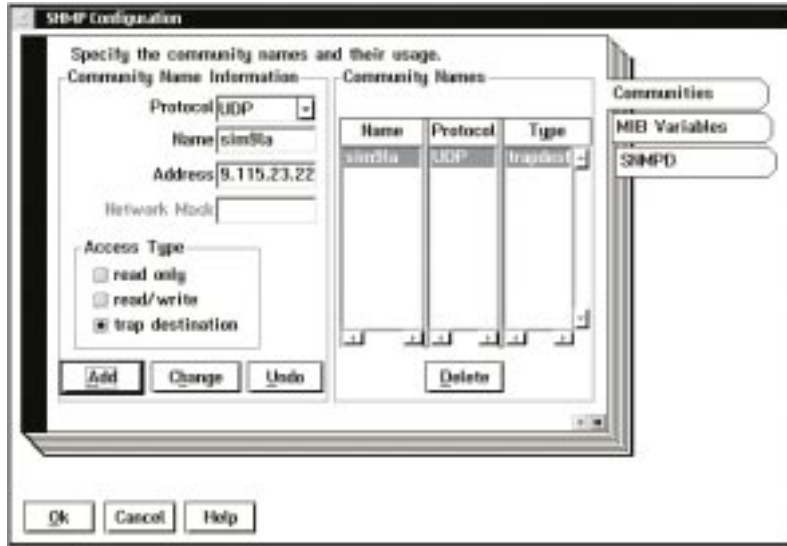 SNMP Configuration
Specify the community names and their usage.
Community Name Information
Protocol UDP
Name sim9lla
Address 9.115.23.22
Network Mask
Access Type
read only
read/write
trap destination
Add Change Undo
Community Names
Name Protocol Type
UDP trapdest
Delete
Communities
MIB Variables
SNMPD
Ok Cancel Help